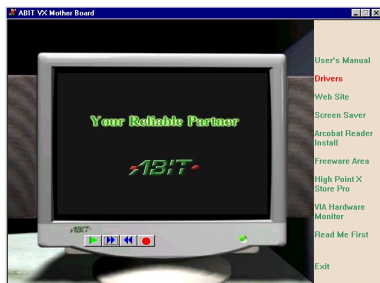 ABIT VX Mother Board
Your Reliable Partner
ABIT
ABIT
User's Manual
Drivers
Web Site
Screen Saver
Arcobat Reader
Install
Freeware Area
High Point X
Store Pro
VIA Hardware
Monitor
Read Me First
Exit